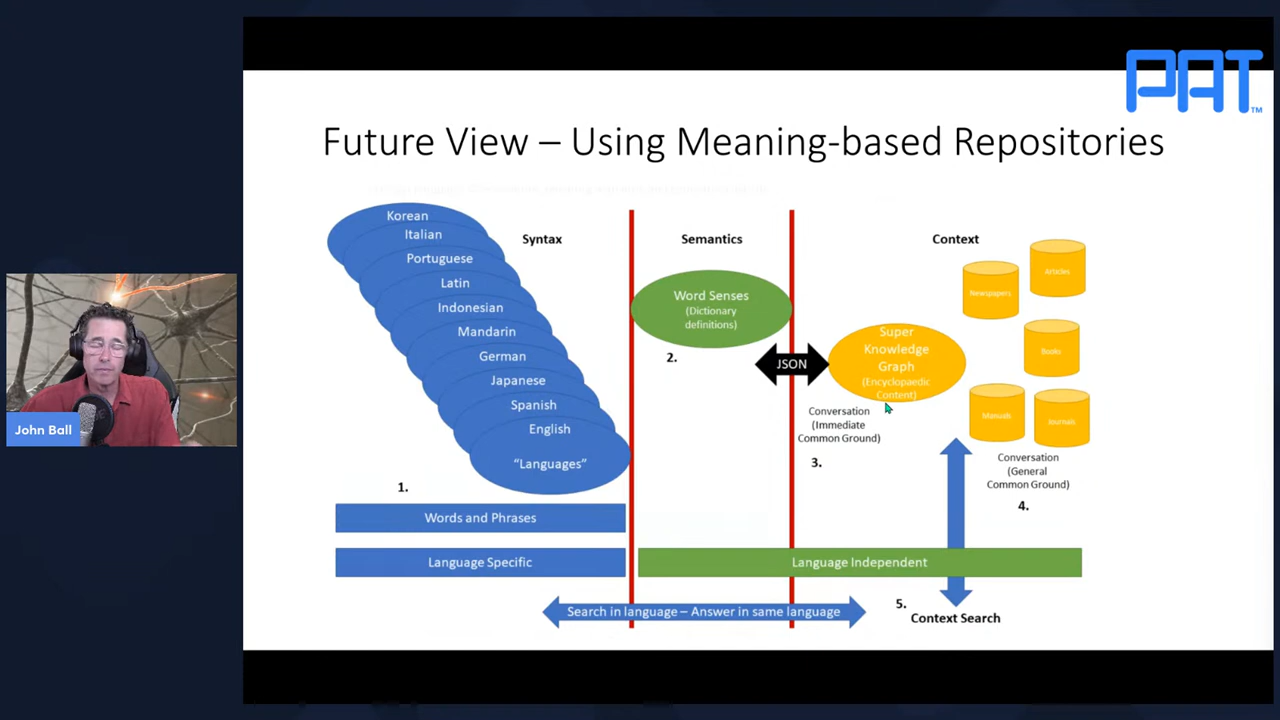 PAT™
Future View – Using Meaning-based Repositories
Korean
Italian
Portuguese
Latin
Indonesian
Mandarin
German
Japanese
Spanish
English
“Languages”
Syntax
1.
Words and Phrases
Language Specific
Semantics
Word Senses
(Dictionary
definitions)
2.
JSON
Context
Super
Knowledge
Graph
(Encyclopaedic
Content)
Conversation
(Immediate
Common Ground)
3.
Newspapers
Articles
Books
Manuals
Journals
Conversation
(General
Common Ground)
4.
Language Independent
Search in language – Answer in same language
5.
Context Search
John Ball